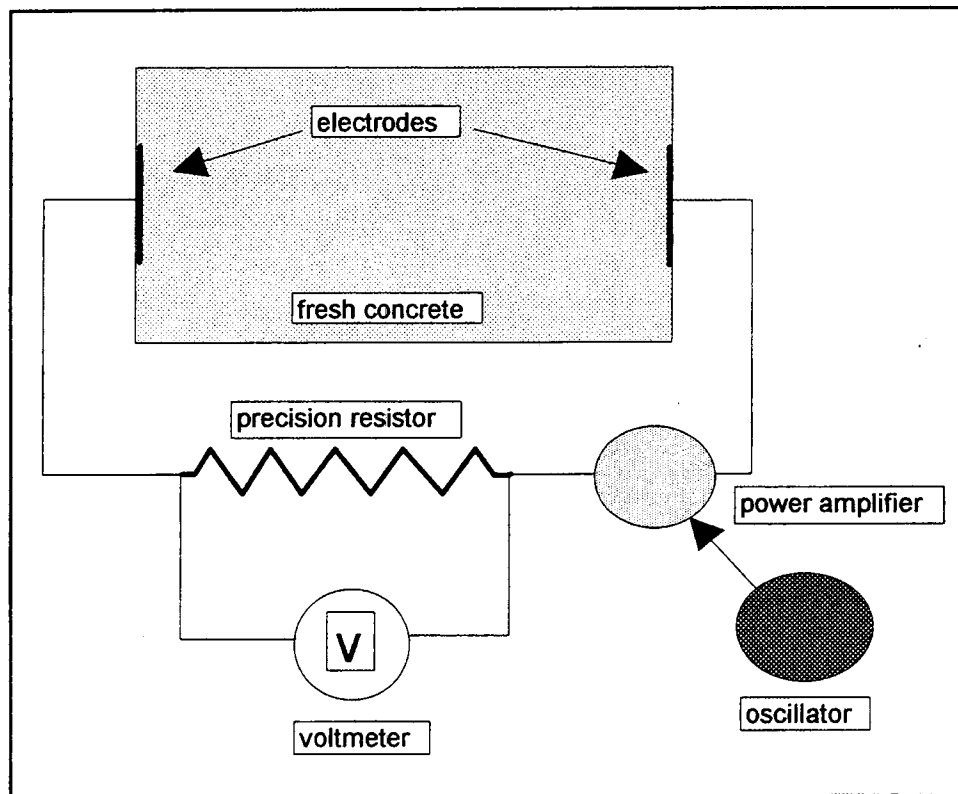 electrodes
fresh concrete
precision resistor
power amplifier
V
oscillator
voltmeter